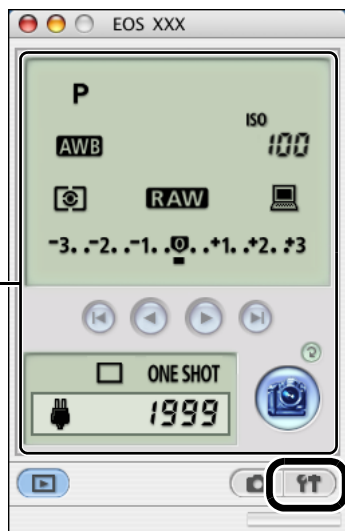 EOS XXX
P
ISO
AWB 100
RAW
-3. .-2. .-1. .0. .+1. .+2. .+3
ONE SHOT
1999